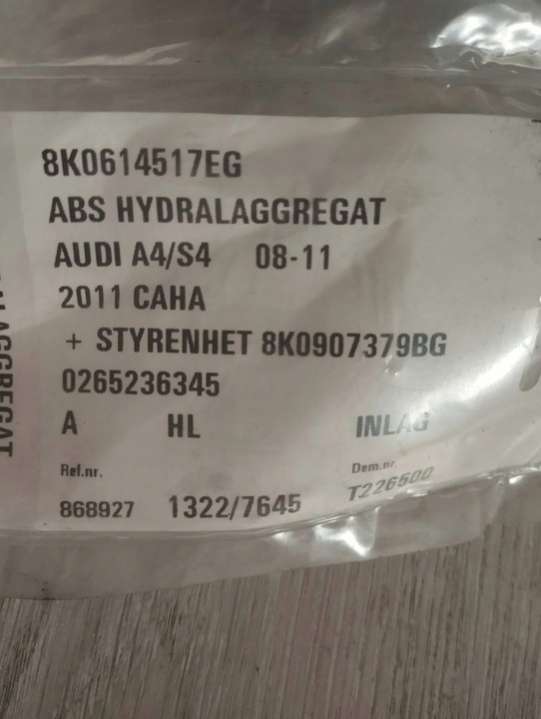 8K0614517EG
ABS HYDRALAGGREGAT
AUDI A4/S4 08-11
2011 CAHA
+ STYRENHET 8K0907379BG
0265236345
A HL INLAG
Ref.nr. Dem.nr.
868927 1322/7645 T226500
ALAGGREGAT